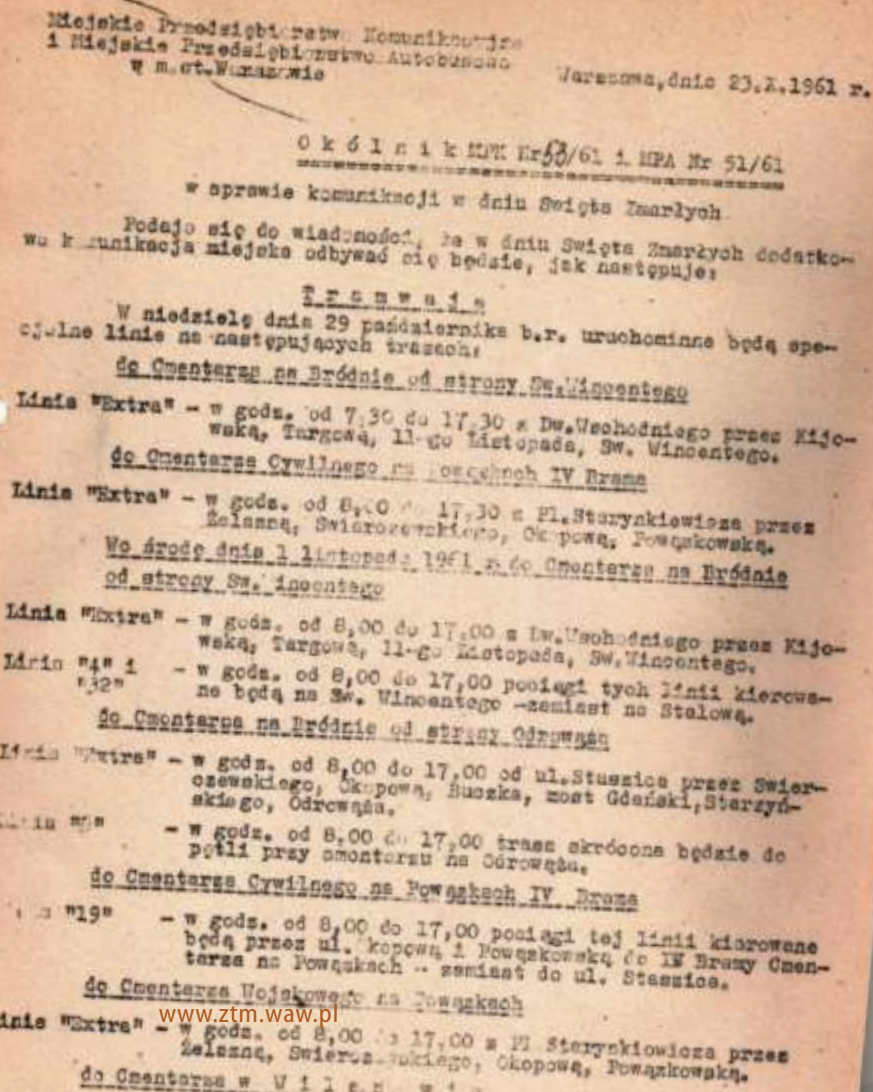 Miejskie Przedsiębiorstwo Komunikacyjne
i Miejskie Przedsiębiorstwo Autobusowe
w m.st.Warszawie
Warszawa,dnia 23.X.1961 r.
O k ó l n i k MPK Nr /61 i MPA Nr 51/61
w sprawie komunikacji w dniu Święta Zmarłych
Podaje się do wiadomości, że w dniu Święta Zmarłych dodatko-
wo komunikacja miejska odbywać się będzie, jak następuje:
T r a m w a j e
W niedzielę dnia 29 października b.r. uruchomione będą spe-
cjalne linie na następujących trasach:
do Cmentarza na Bródnie od strony Św.Wincentego
Linia "Extra" - w godz. od 7,30 do 17,30 z Dw.Wschodniego przez Kijo-
wską, Targową, 11-go Listopada, Św. Wincentego.
do Cmentarza Cywilnego na Powązkach IV Brama
Linia "Extra" - w godz. od 8,00 do 17,30 z Pl.Starynkiewicza przez
Żelazną, Świerczewskiego, Okopową, Powązkowską.
We środę dnia 1 listopada 1961 r. do Cmentarza na Bródnie
od strony Św.Wincentego
Linia "Extra" - w godz. od 8,00 do 17,00 z Dw.Wschodniego przez Kijo-
wską, Targową, 11-go Listopada, Św.Wincentego.
Linia "4" i - w godz. od 8,00 do 17,00 pociągi tych linii kierowa-
"32" ne będą na Św. Wincentego -zamiast na Stalową.
do Cmentarza na Bródnie od strony Odrowąża
Linia "Extra" - w godz. od 8,00 do 17,00 od ul.Staszica przez Świer-
czewskiego, Okopową, Buczka, most Gdański,Starzyń-
skiego, Odrowąża.
Linia - w godz. od 8,00 do 17,00 trasa skrócona będzie do
pętli przy cmentarzu na Odrowąża.
do Cmentarza Cywilnego na Powązkach IV Brama
"19" - w godz. od 8,00 do 17,00 pociągi tej linii kierowane
będą przez ul. Okopową i Powązkowską do IV Bramy Cmen-
tarza na Powązkach - zamiast do ul. Staszica.
do Cmentarza Wojskowego na Powązkach
www.ztm.waw.pl
Linia "Extra" - w godz. od 8,00 do 17,00 z Pl Starynkiewicza przez
Żelazną, Świerczewskiego, Okopową, Powązkowską.
do Cmentarza w